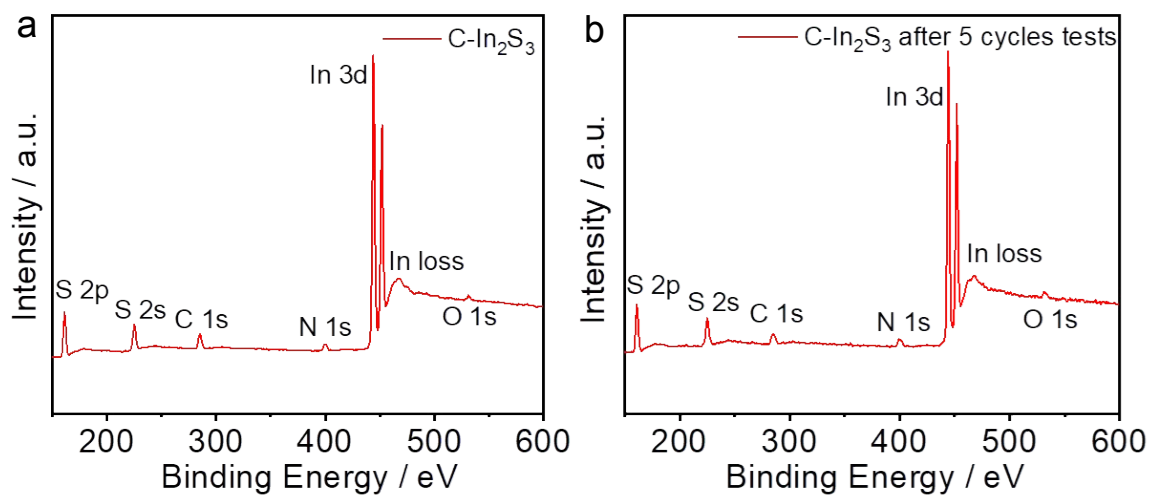 a
C-In₂S₃
In 3d
In loss
S 2p
S 2s
C 1s
N 1s
O 1s
Intensity / a.u.
200 300 400 500 600
Binding Energy / eV
b
C-In₂S₃ after 5 cycles tests
In 3d
In loss
S 2p
S 2s
C 1s
N 1s
O 1s
Intensity / a.u.
200 300 400 500 600
Binding Energy / eV